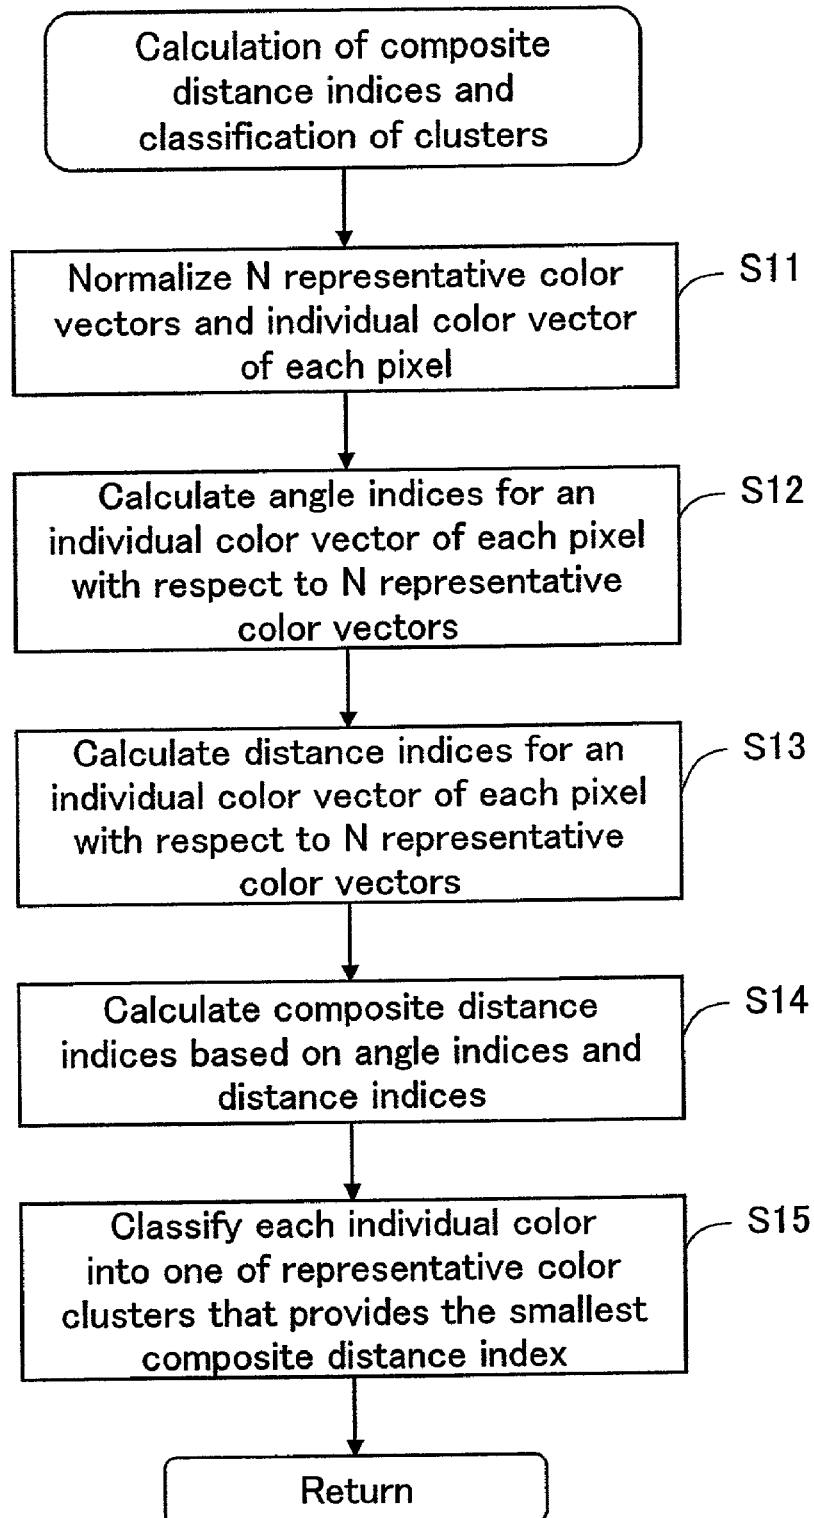 Calculation of composite
distance indices and
classification of clusters
Normalize N representative color
vectors and individual color vector
of each pixel
S11
Calculate angle indices for an
individual color vector of each pixel
with respect to N representative
color vectors
S12
Calculate distance indices for an
individual color vector of each pixel
with respect to N representative
color vectors
S13
Calculate composite distance
indices based on angle indices and
distance indices
S14
Classify each individual color
into one of representative color
clusters that provides the smallest
composite distance index
S15
Return